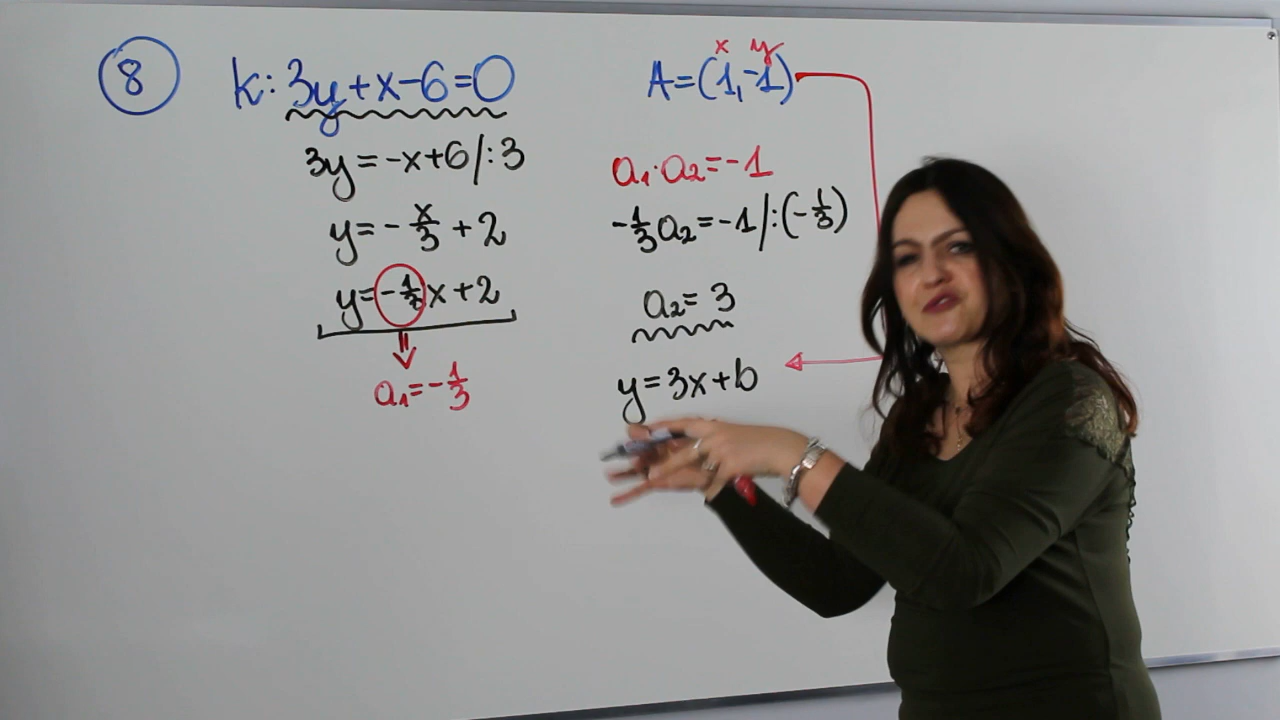 8
k: 3y+x-6=0
3y=-x+6/:3
y=-x/3+2
y=-1/3x+2
a₁=-1/3
x y
A=(1,-1)
a₁·a₂=-1
-1/3a₂=-1/:(-1/3)
a₂=3
y=3x+b